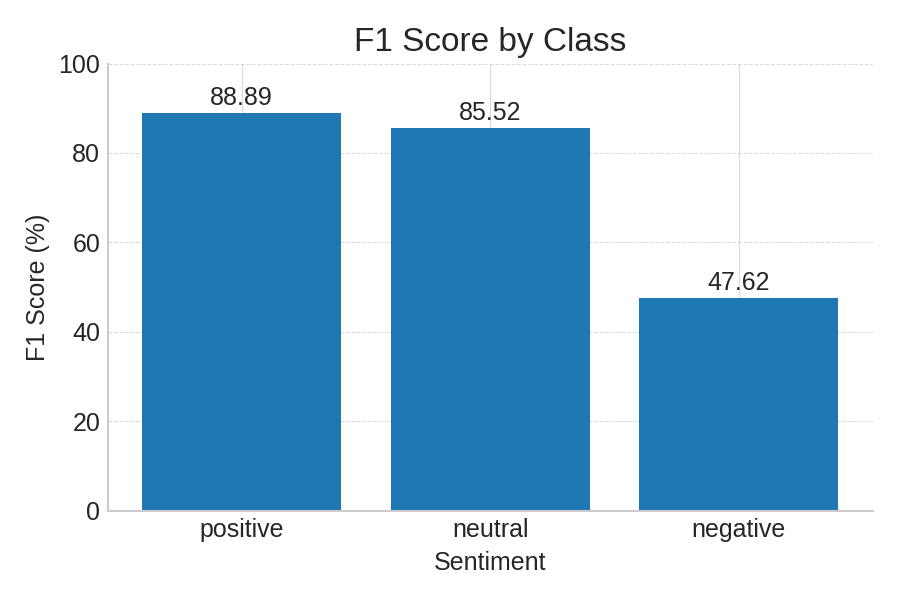 F1 Score by Class
F1 Score (%)
100
80
60
40
20
0
88.89
85.52
47.62
positive
neutral
negative
Sentiment